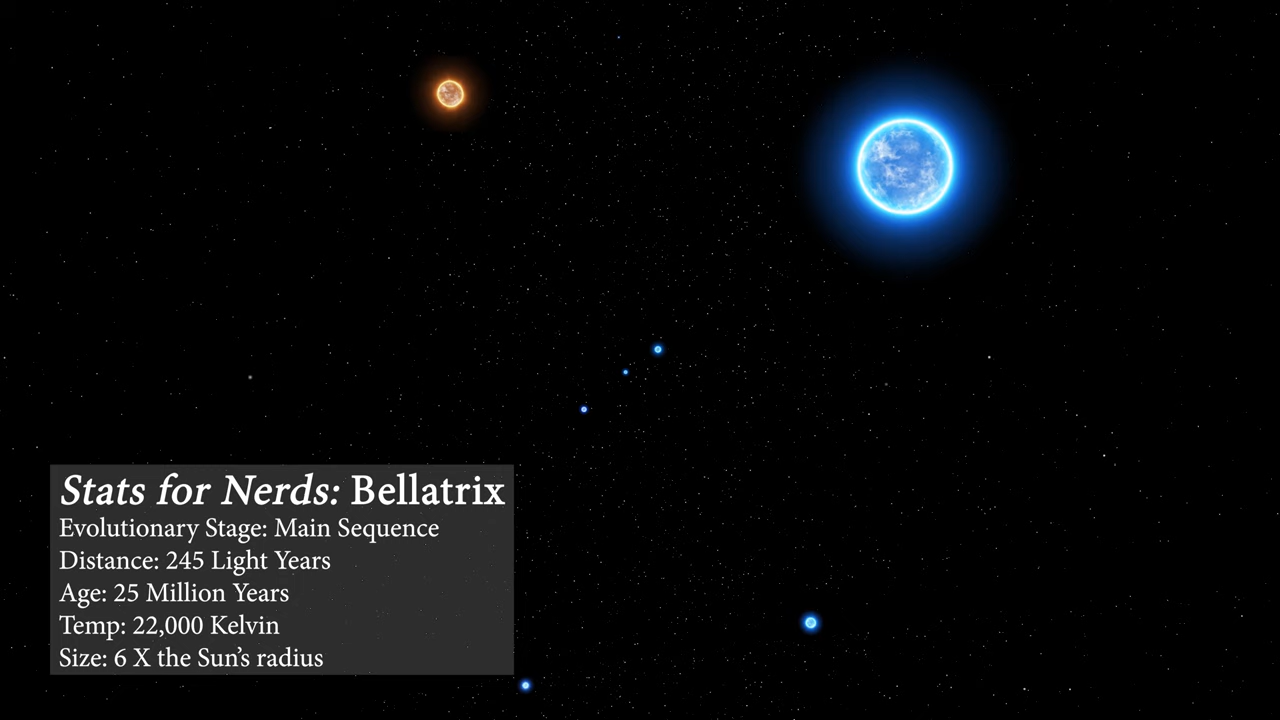 Stats for Nerds: Bellatrix
Evolutionary Stage: Main Sequence
Distance: 245 Light Years
Age: 25 Million Years
Temp: 22,000 Kelvin
Size: 6 X the Sun’s radius